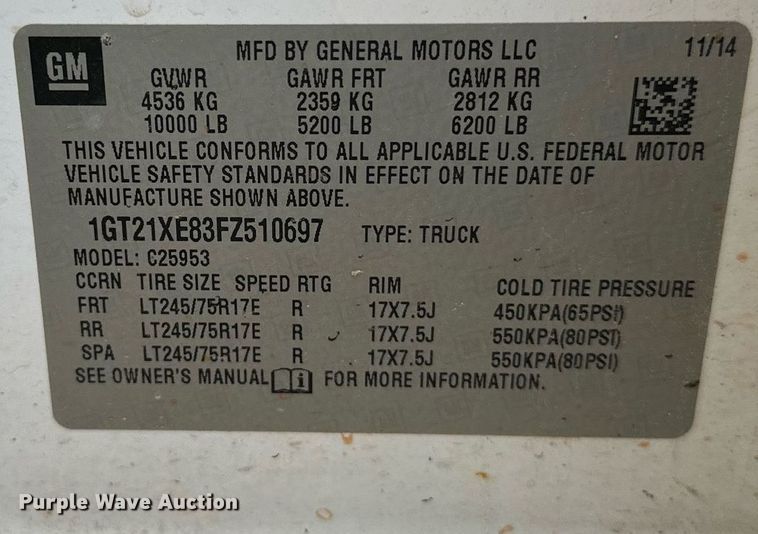 GM
MFD BY GENERAL MOTORS LLC 11/14
GVWR GAWR FRT GAWR RR
4536 KG 2359 KG 2812 KG
10000 LB 5200 LB 6200 LB
THIS VEHICLE CONFORMS TO ALL APPLICABLE U.S. FEDERAL MOTOR
VEHICLE SAFETY STANDARDS IN EFFECT ON THE DATE OF
MANUFACTURE SHOWN ABOVE.
1GT21XE83FZ510697 TYPE: TRUCK
MODEL: C25953
CCRN TIRE SIZE SPEED RTG RIM COLD TIRE PRESSURE
FRT LT245/75R17E R 17X7.5J 450KPA(65PSI)
RR LT245/75R17E R 17X7.5J 550KPA(80PSI)
SPA LT245/75R17E R 17X7.5J 550KPA(80PSI)
SEE OWNER'S MANUAL i FOR MORE INFORMATION.
Purple Wave Auction